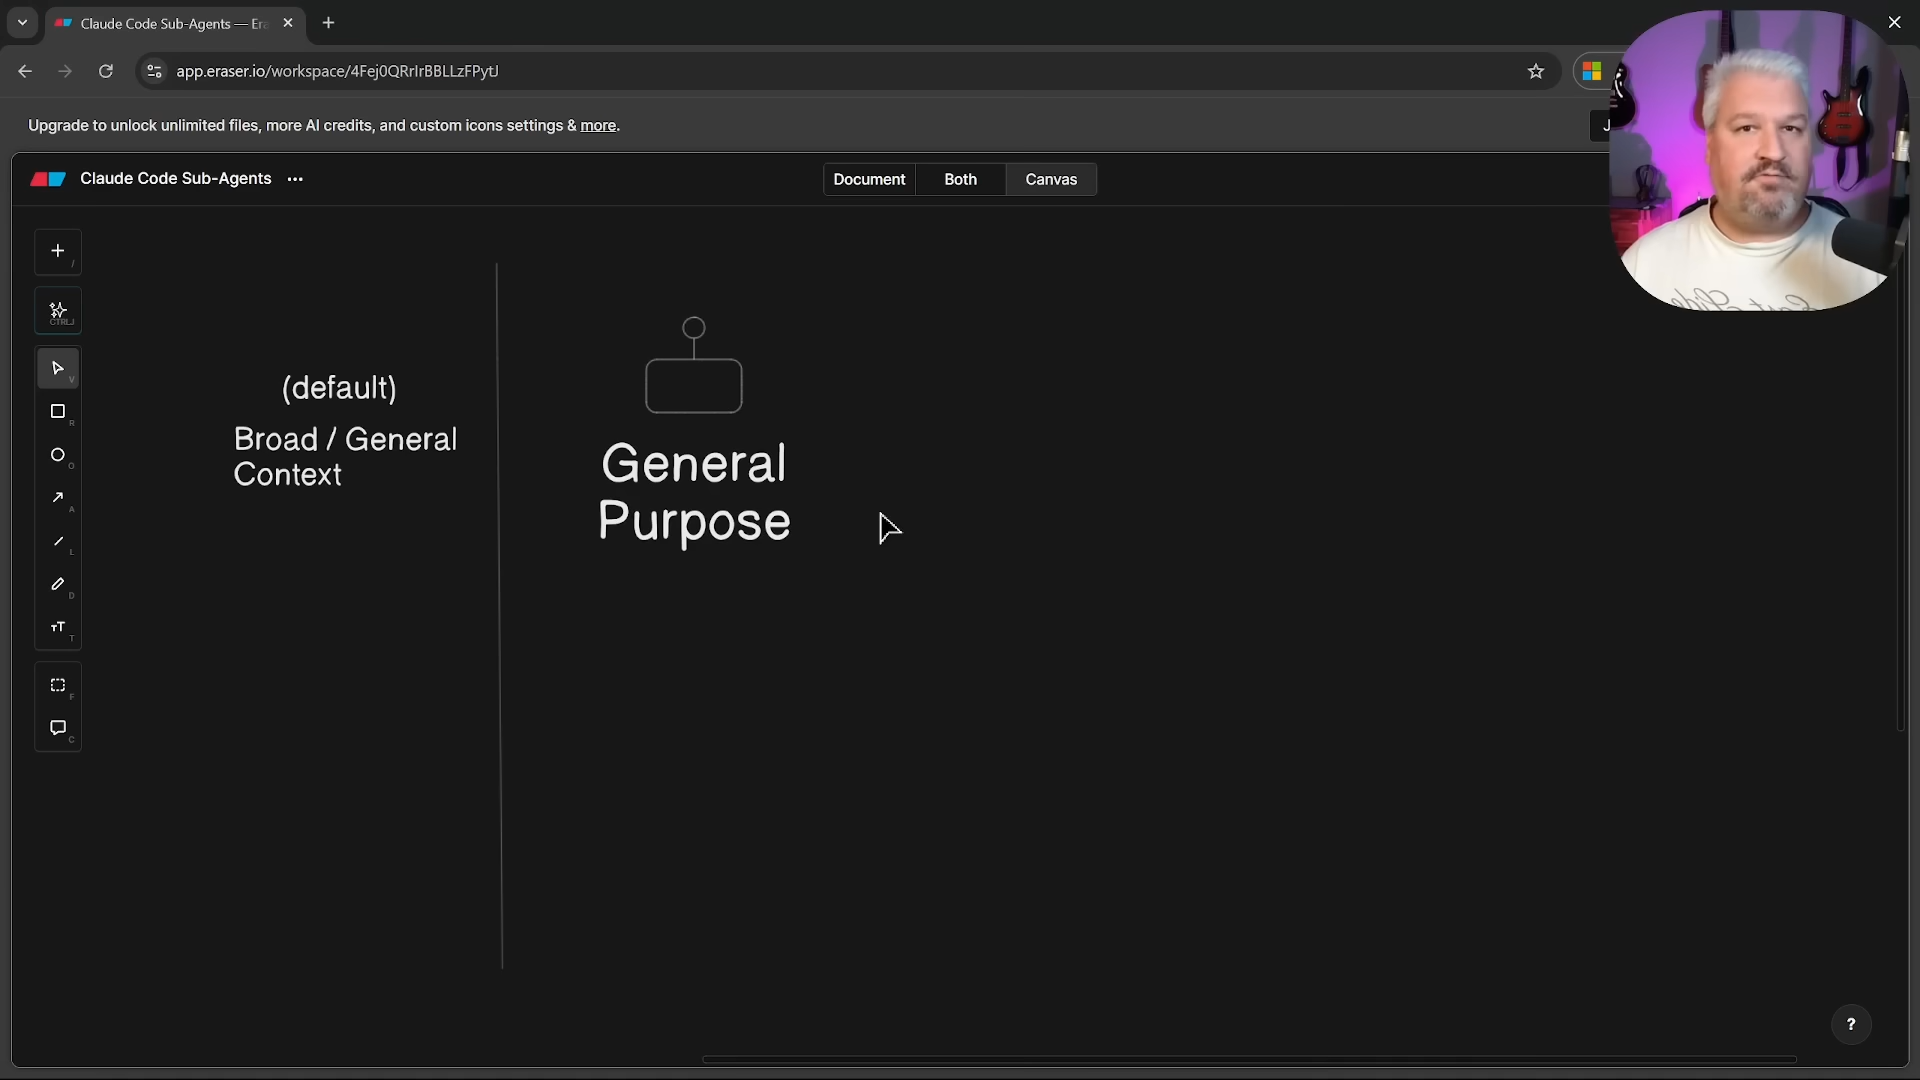 Claude Code Sub-Agents — Era
app.eraser.io/workspace/4Fej0QRrIrBBLLzFPytJ
Upgrade to unlock unlimited files, more AI credits, and custom icons settings & more.
J
Claude Code Sub-Agents ...
Document Both Canvas
/
CTRL J
V
R
O
A
L
D
T
F
C
(default)
Broad / General
Context
General
Purpose
?